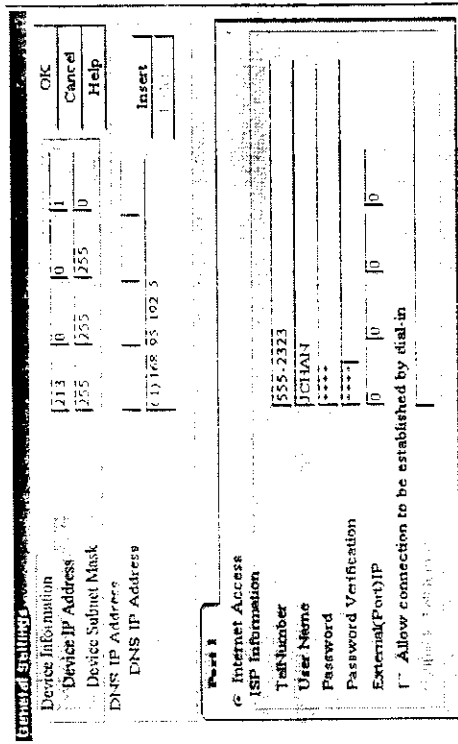 General Settings
Device Information
Device IP Address 213 0 0 1
Device Subnet Mask 255 255 255 0
OK
Cancel
Help
DNS IP Address
DNS IP Address
(1) 168 95 192 5
Insert
Port 1
Internet Access
ISP Information
TelNumber 555-2323
User Name JCHAN
Password ****
Password Verification ****
External(Port)IP 0 0 0 0
Allow connection to be established by dial-in